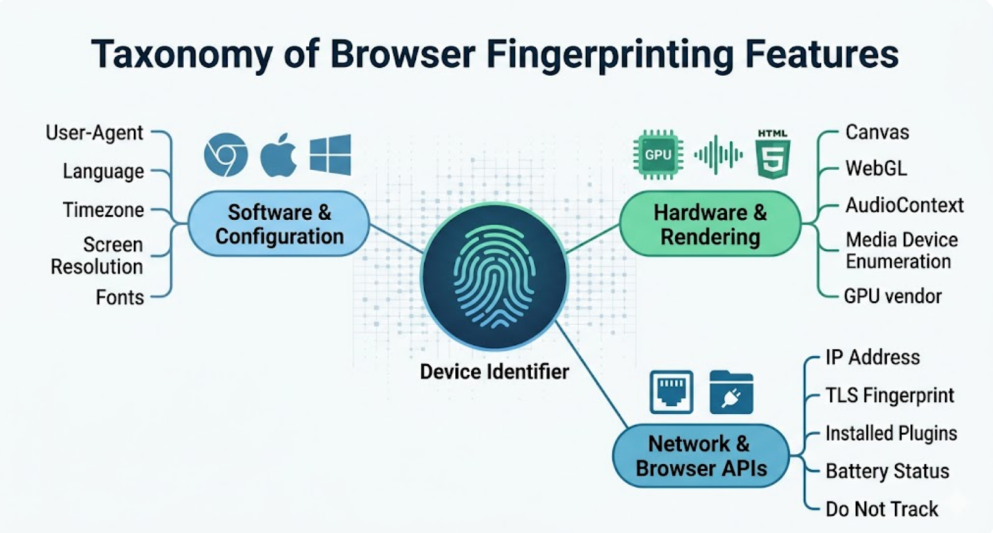 Taxonomy of Browser Fingerprinting Features
User-Agent
Language
Timezone
Screen
Resolution
Fonts
Software &
Configuration
Device Identifier
GPU
HTML
5
Hardware &
Rendering
Canvas
WebGL
AudioContext
Media Device
Enumeration
GPU vendor
Network &
Browser APIs
IP Address
TLS Fingerprint
Installed Plugins
Battery Status
Do Not Track